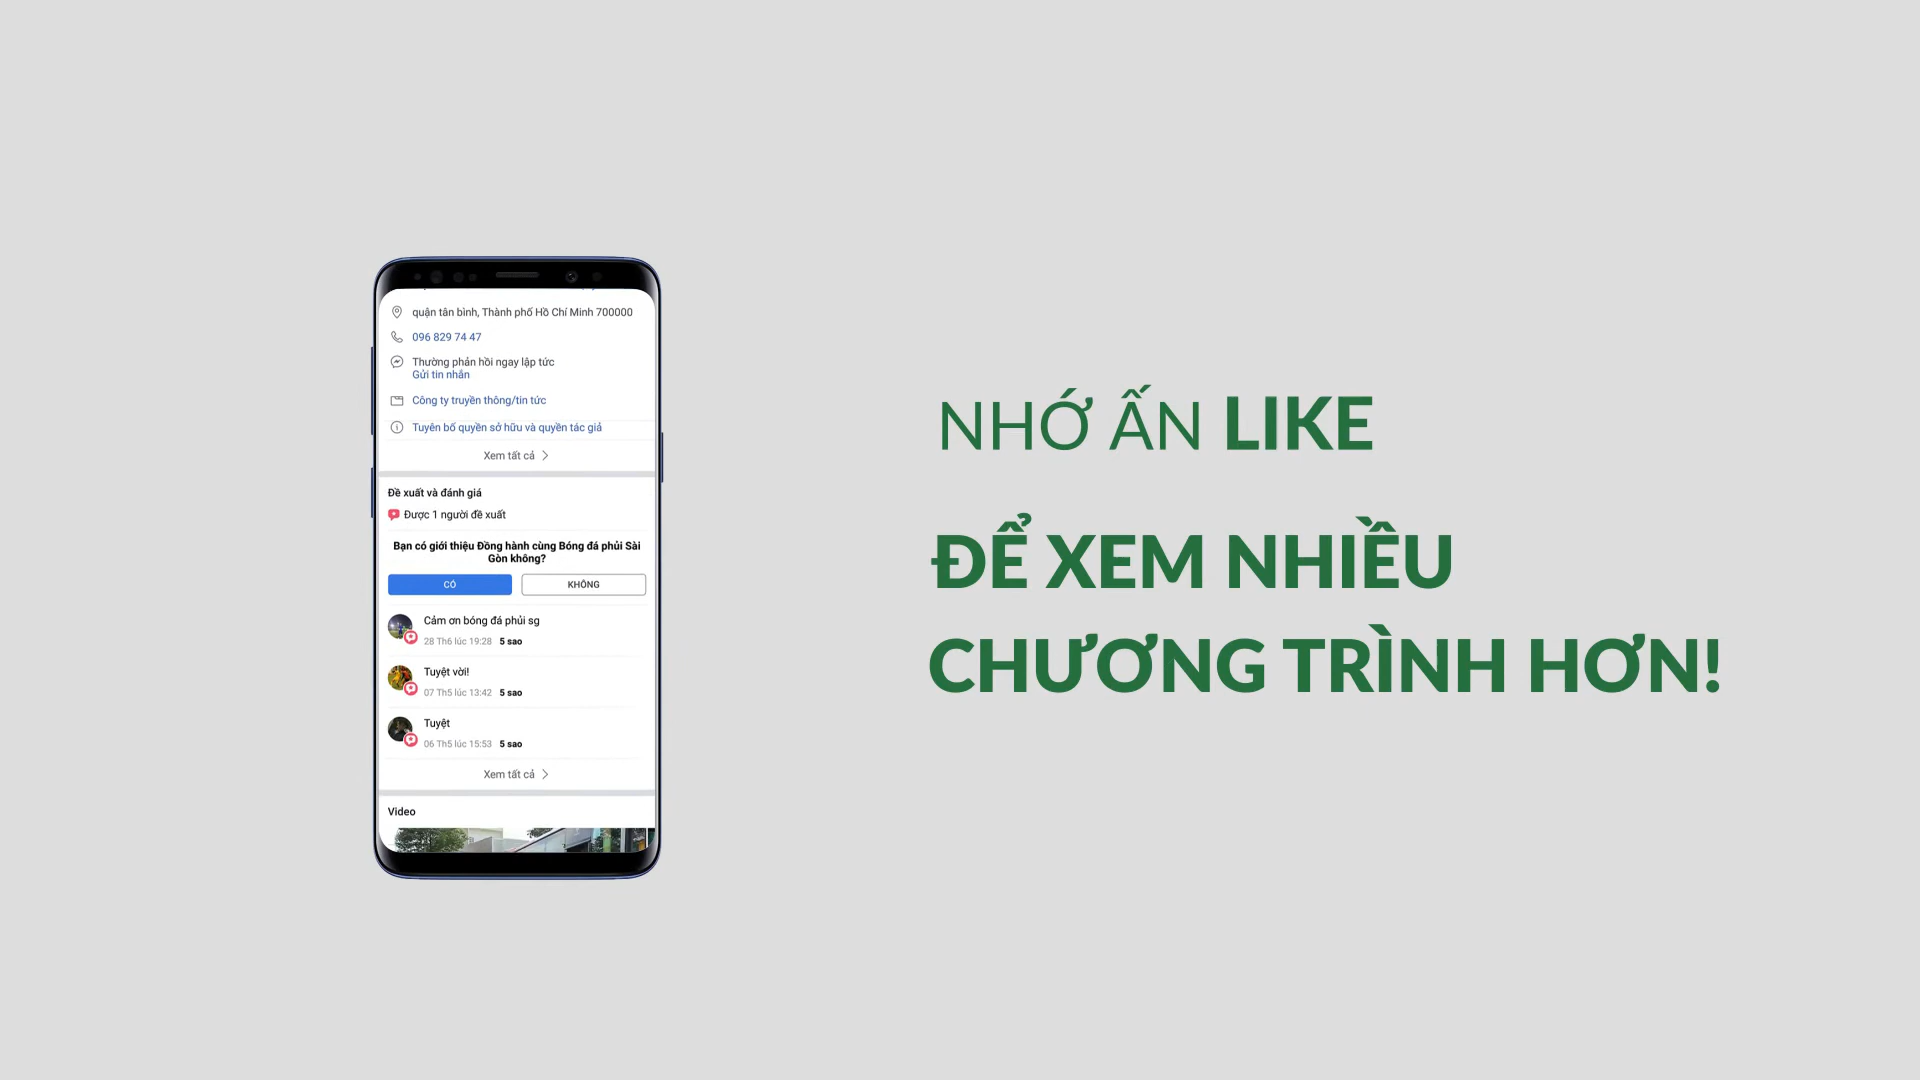 quận tân bình, Thành phố Hồ Chí Minh 700000
096 829 74 47
Thường phản hồi ngay lập tức
Gửi tin nhắn
Công ty truyền thông/tin tức
Tuyên bố quyền sở hữu và quyền tác giả
Xem tất cả
Đề xuất và đánh giá
Được 1 người đề xuất
Bạn có giới thiệu Đồng hành cùng Bóng đá phủi Sài
Gòn không?
CÓ
KHÔNG
Cảm ơn bóng đá phủi sg
28 Th6 lúc 19:28 5 sao
Tuyệt vời!
07 Th5 lúc 13:42 5 sao
Tuyệt
06 Th5 lúc 15:53 5 sao
Xem tất cả
Video
NHỚ ẤN LIKE
ĐỂ XEM NHIỀU
CHƯƠNG TRÌNH HƠN!